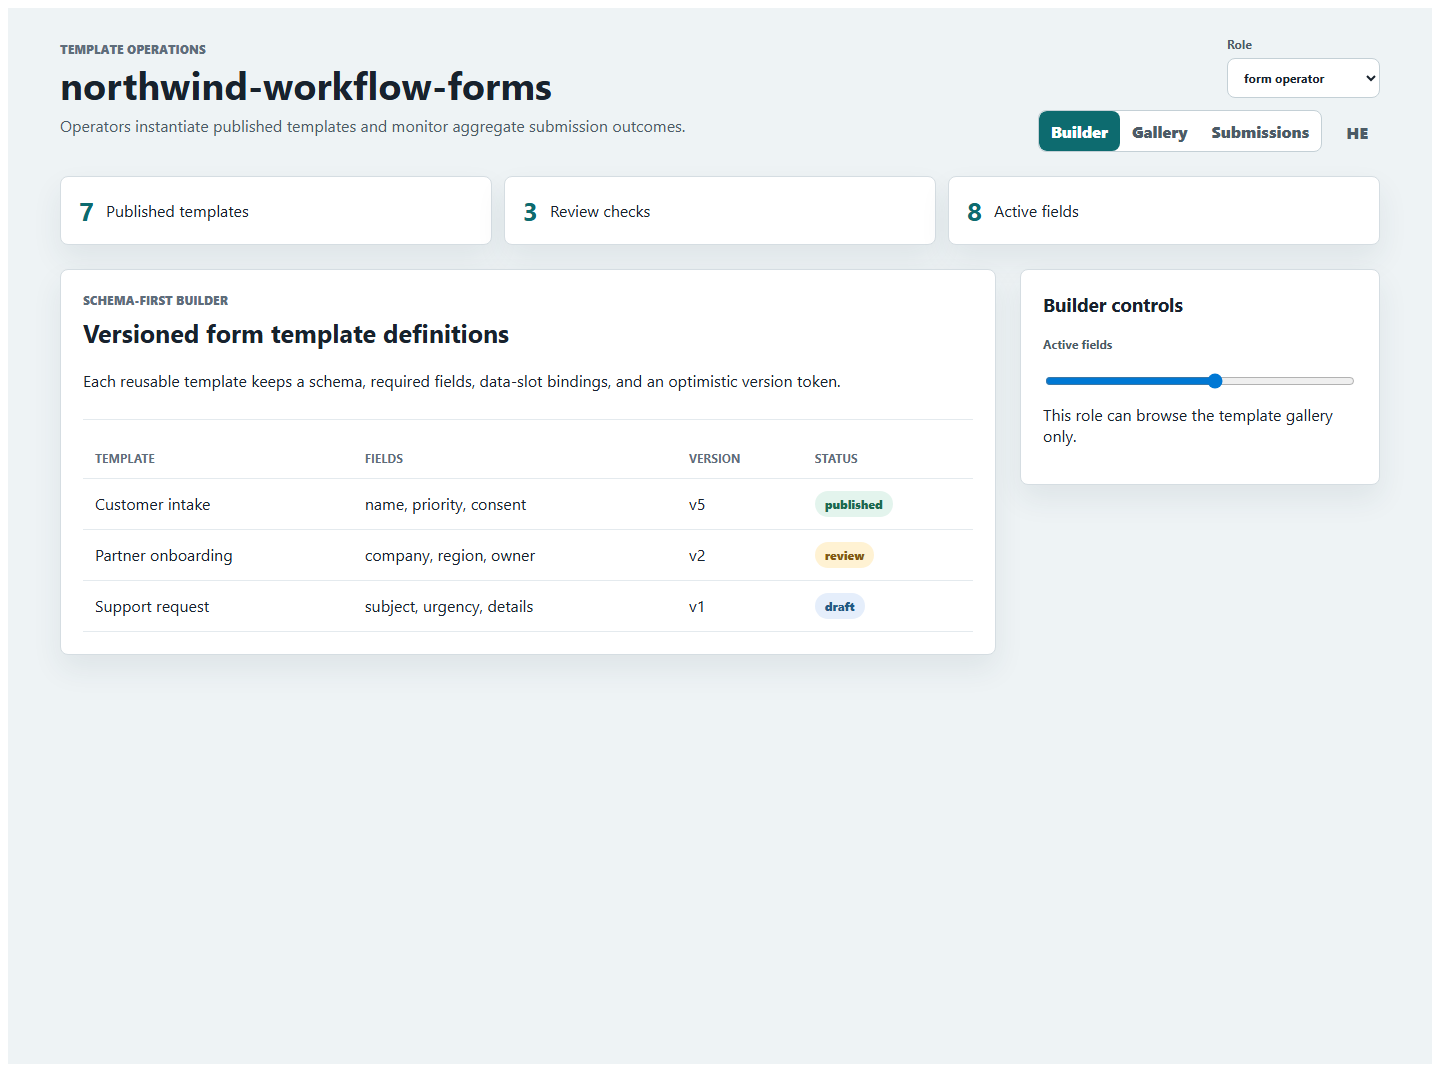 TEMPLATE OPERATIONS
northwind-workflow-forms
Operators instantiate published templates and monitor aggregate submission outcomes.
Role
form operator
Builder Gallery Submissions HE
7 Published templates
3 Review checks
8 Active fields
SCHEMA-FIRST BUILDER
Versioned form template definitions
Each reusable template keeps a schema, required fields, data-slot bindings, and an optimistic version token.
TEMPLATE FIELDS VERSION STATUS
Customer intake name, priority, consent v5 published
Partner onboarding company, region, owner v2 review
Support request subject, urgency, details v1 draft
Builder controls
Active fields
This role can browse the template gallery
only.